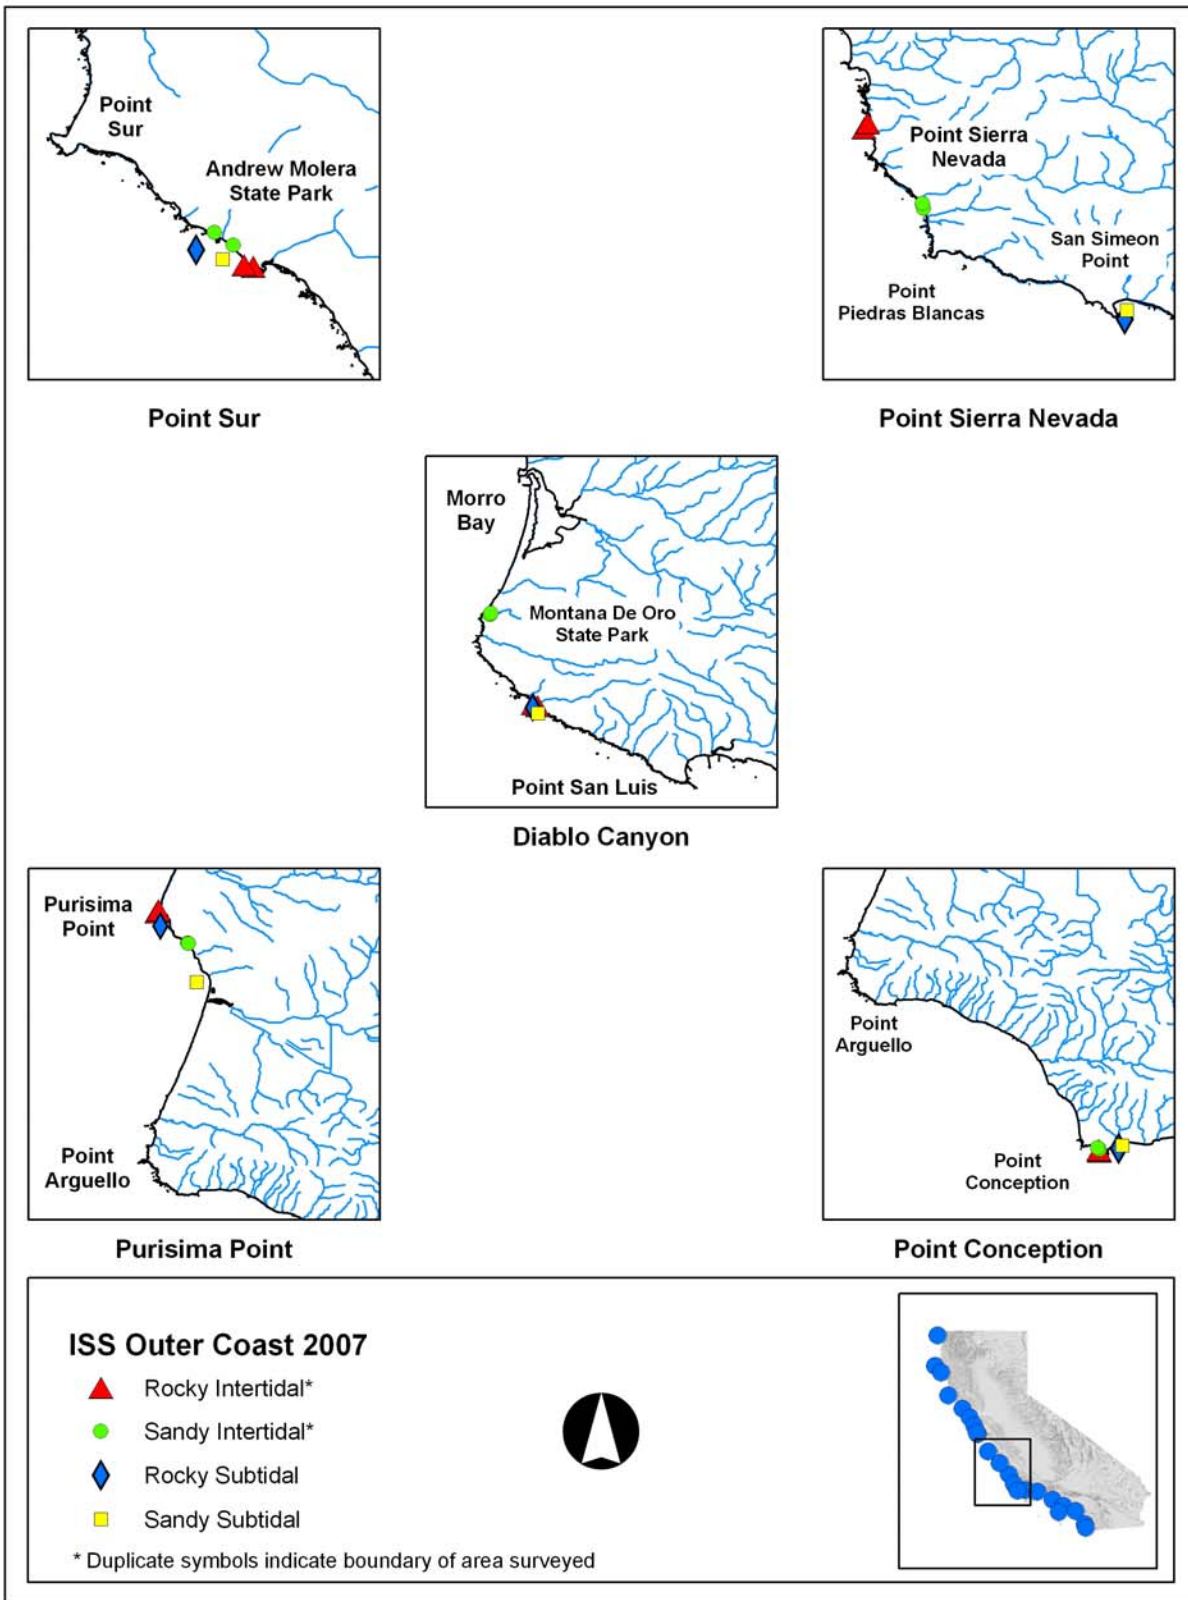 Point
Sur
Andrew Molera
State Park
Point Sur
Point Sierra
Nevada
San Simeon
Point
Point
Piedras Blancas
Point Sierra Nevada
Morro
Bay
Montana De Oro
State Park
Point San Luis
Diablo Canyon
Purisima
Point
Point
Arguello
Purisima Point
Point
Arguello
Point
Conception
Point Conception
ISS Outer Coast 2007
Rocky Intertidal*
Sandy Intertidal*
Rocky Subtidal
Sandy Subtidal
* Duplicate symbols indicate boundary of area surveyed